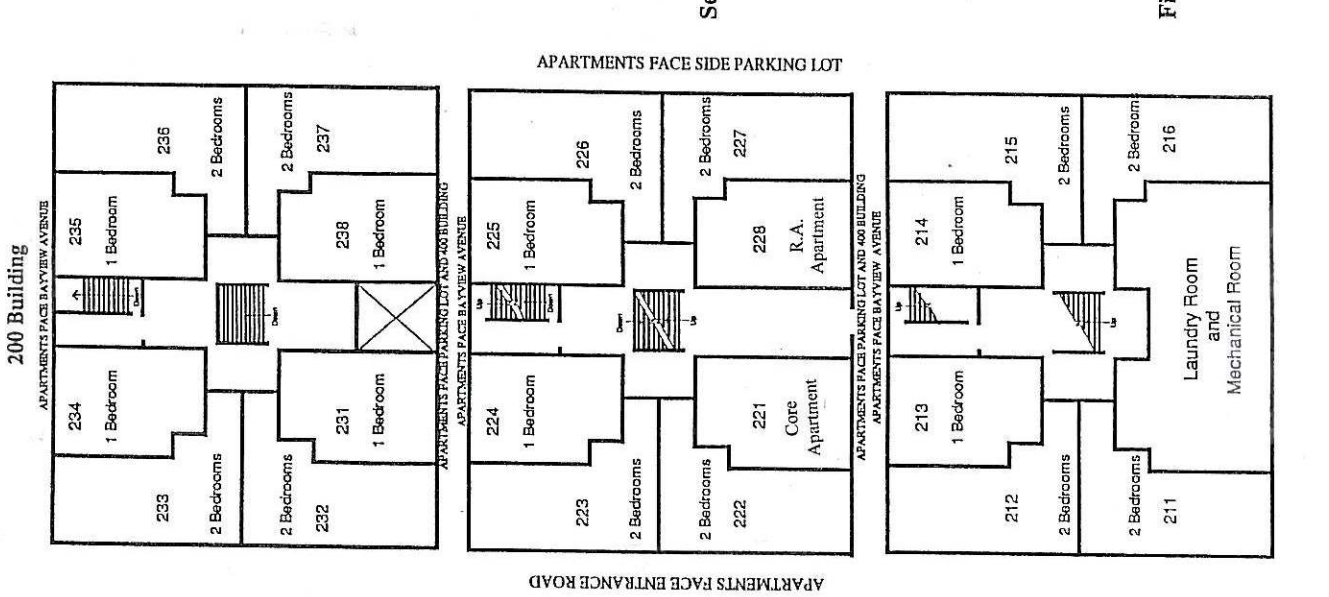 200 Building
APARTMENTS FACE BAYVIEW AVENUE
234
1 Bedroom
235
1 Bedroom
Down
233
2 Bedrooms
236
2 Bedrooms
Down
2 Bedrooms
232
2 Bedrooms
237
231
1 Bedroom
238
1 Bedroom
APARTMENTS FACE PARKING LOT AND 400 BUILDING
APARTMENTS FACE SIDE PARKING LOT
APARTMENTS FACE ENTRANCE ROAD
APARTMENTS FACE BAYVIEW AVENUE
224
1 Bedroom
225
1 Bedroom
Up
Down
223
2 Bedrooms
226
2 Bedrooms
Down
Up
2 Bedrooms
222
2 Bedrooms
227
221
Core
Apartment
228
R.A.
Apartment
APARTMENTS FACE PARKING LOT AND 400 BUILDING
APARTMENTS FACE BAYVIEW AVENUE
213
1 Bedroom
214
1 Bedroom
Up
212
2 Bedrooms
215
2 Bedrooms
Up
2 Bedrooms
211
2 Bedrooms
216
Laundry Room
and
Mechanical Room
Se
Fi